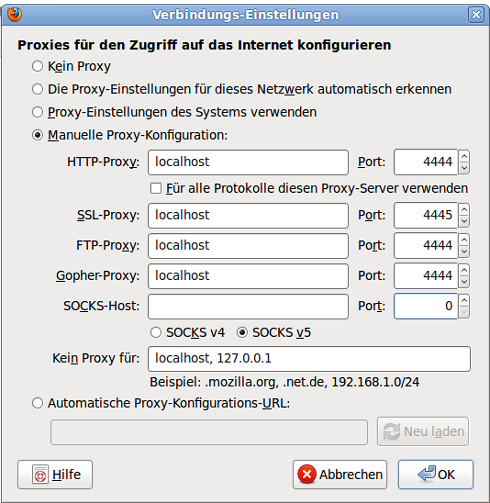 Verbindungs-Einstellungen
Proxies für den Zugriff auf das Internet konfigurieren
Kein Proxy
Die Proxy-Einstellungen für dieses Netzwerk automatisch erkennen
Proxy-Einstellungen des Systems verwenden
Manuelle Proxy-Konfiguration:
HTTP-Proxy: localhost Port: 4444
Für alle Protokolle diesen Proxy-Server verwenden
SSL-Proxy: localhost Port: 4445
FTP-Proxy: localhost Port: 4444
Gopher-Proxy: localhost Port: 4444
SOCKS-Host: Port: 0
SOCKS v4 SOCKS v5
Kein Proxy für: localhost, 127.0.0.1
Beispiel: .mozilla.org, .net.de, 192.168.1.0/24
Automatische Proxy-Konfigurations-URL:
Neu laden
Hilfe Abbrechen OK